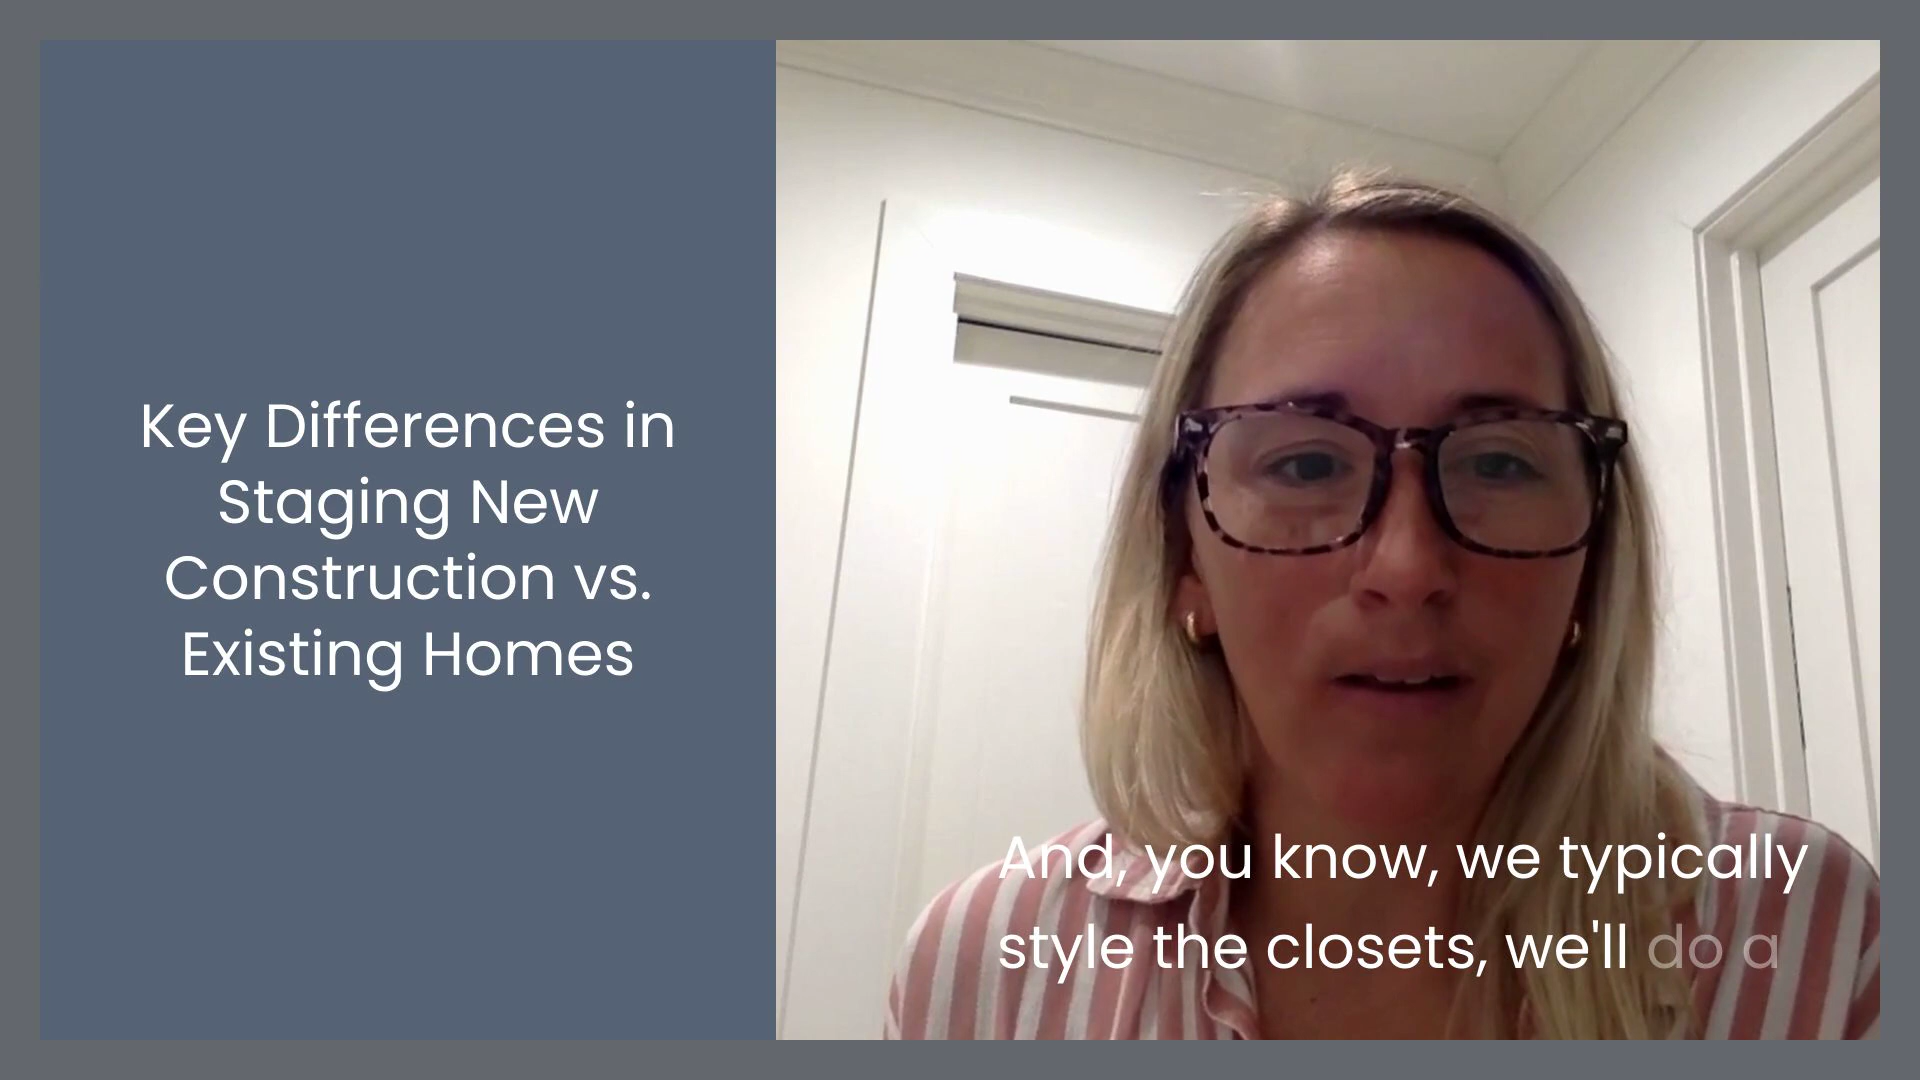 Key Differences in
Staging New
Construction vs.
Existing Homes
And, you know, we typically
style the closets, we'll do a